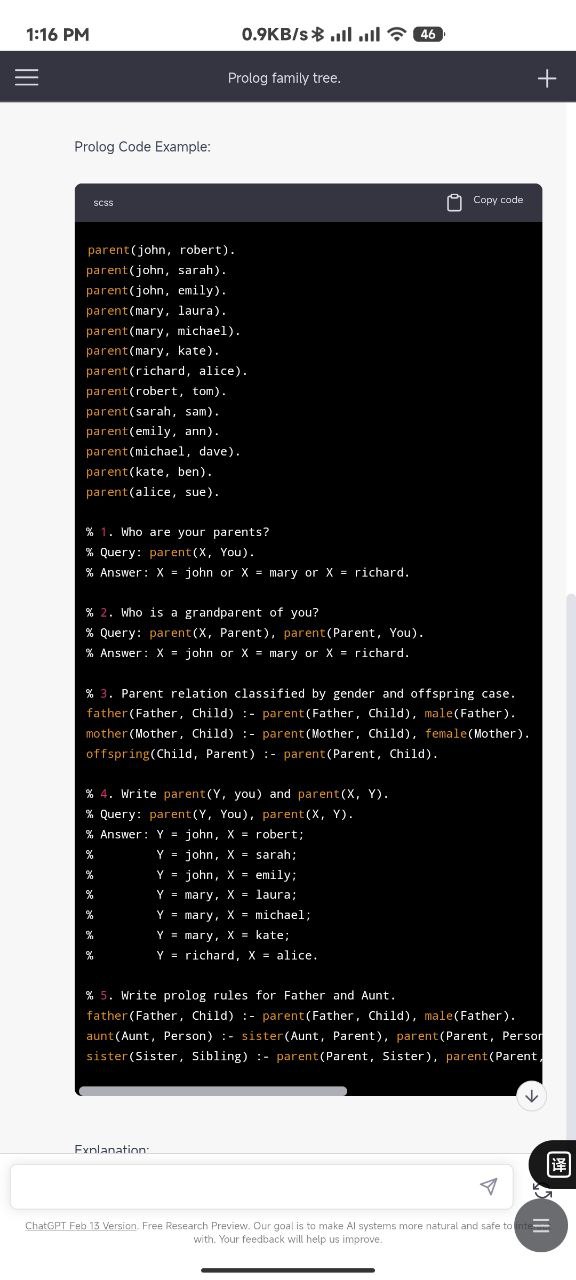 1:16 PM 0.9KB/s 46
Prolog family tree.
Prolog Code Example:
scss Copy code
parent(john, robert).
parent(john, sarah).
parent(john, emily).
parent(mary, laura).
parent(mary, michael).
parent(mary, kate).
parent(richard, alice).
parent(robert, tom).
parent(sarah, sam).
parent(emily, ann).
parent(michael, dave).
parent(kate, ben).
parent(alice, sue).
% 1. Who are your parents?
% Query: parent(X, You).
% Answer: X = john or X = mary or X = richard.
% 2. Who is a grandparent of you?
% Query: parent(X, Parent), parent(Parent, You).
% Answer: X = john or X = mary or X = richard.
% 3. Parent relation classified by gender and offspring case.
father(Father, Child) :- parent(Father, Child), male(Father).
mother(Mother, Child) :- parent(Mother, Child), female(Mother).
offspring(Child, Parent) :- parent(Parent, Child).
% 4. Write parent(Y, you) and parent(X, Y).
% Query: parent(Y, You), parent(X, Y).
% Answer: Y = john, X = robert;
% Y = john, X = sarah;
% Y = john, X = emily;
% Y = mary, X = laura;
% Y = mary, X = michael;
% Y = mary, X = kate;
% Y = richard, X = alice.
% 5. Write prolog rules for Father and Aunt.
father(Father, Child) :- parent(Father, Child), male(Father).
aunt(Aunt, Person) :- sister(Aunt, Parent), parent(Parent, Person
sister(Sister, Sibling) :- parent(Parent, Sister), parent(Parent,
Explanation:
译
ChatGPT Feb 13 Version. Free Research Preview. Our goal is to make AI systems more natural and safe to
with. Your feedback will help us improve.